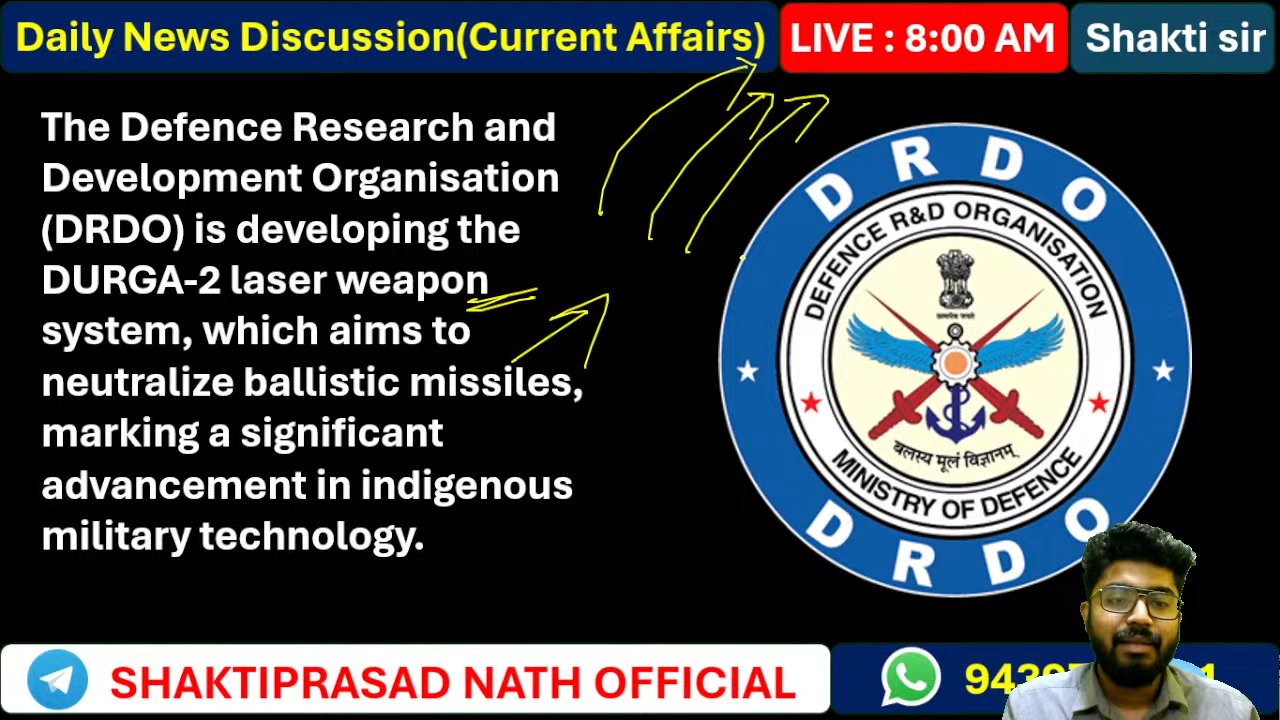 Daily News Discussion(Current Affairs)
LIVE : 8:00 AM
Shakti sir
The Defence Research and
Development Organisation
(DRDO) is developing the
DURGA-2 laser weapon
system, which aims to
neutralize ballistic missiles,
marking a significant
advancement in indigenous
military technology.
DRDO
DEFENCE R&D ORGANISATION
बलस्य मूलं विज्ञानम्
MINISTRY OF DEFENCE
DRDO
SHAKTIPRASAD NATH OFFICIAL